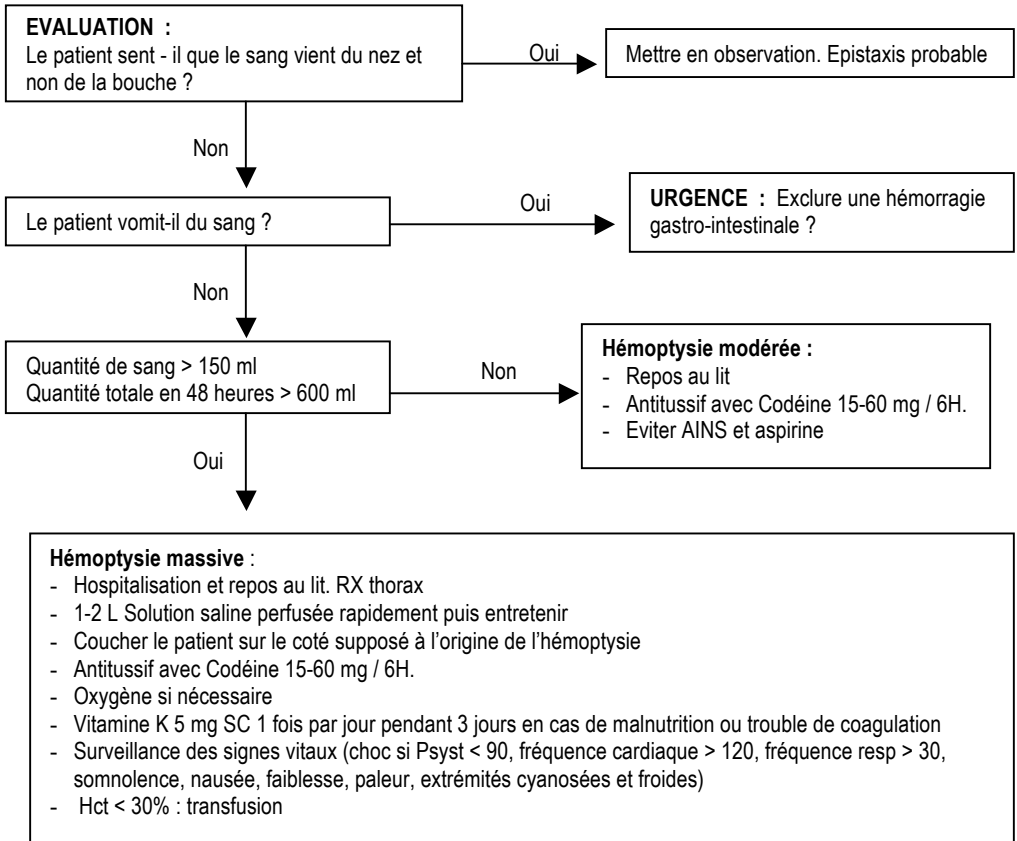 EVALUATION :
Le patient sent - il que le sang vient du nez et
non de la bouche ?
Oui
Mettre en observation. Epistaxis probable
Non
Le patient vomit-il du sang ?
Oui
URGENCE : Exclure une hémorragie
gastro-intestinale ?
Non
Quantité de sang > 150 ml
Quantité totale en 48 heures > 600 ml
Non
Hémoptysie modérée :
- Repos au lit
- Antitussif avec Codéine 15-60 mg / 6H.
- Eviter AINS et aspirine
Oui
Hémoptysie massive :
- Hospitalisation et repos au lit. RX thorax
- 1-2 L Solution saline perfusée rapidement puis entretenir
- Coucher le patient sur le coté supposé à l'origine de l'hémoptysie
- Antitussif avec Codéine 15-60 mg / 6H.
- Oxygène si nécessaire
- Vitamine K 5 mg SC 1 fois par jour pendant 3 jours en cas de malnutrition ou trouble de coagulation
- Surveillance des signes vitaux (choc si Psyst < 90, fréquence cardiaque > 120, fréquence resp > 30,
somnolence, nausée, faiblesse, paleur, extrémités cyanosées et froides)
- Hct < 30% : transfusion